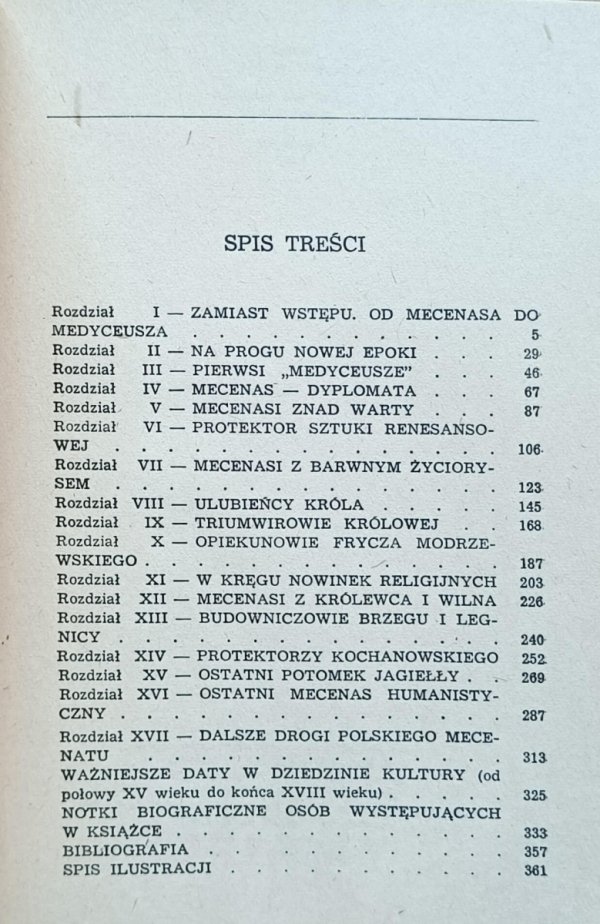 SPIS TREŚCI
Rozdział I — ZAMIAST WSTĘPU. OD MECENASA DO
MEDYCEUSZA . . . . . . . . . . . . 5
Rozdział II — NA PROGU NOWEJ EPOKI . . . 29
Rozdział III — PIERWSI „MEDYCEUSZE” . . . 46
Rozdział IV — MECENAS — DYPLOMATA . . . 67
Rozdział V — MECENASI ZNAD WARTY . . . 87
Rozdział VI — PROTEKTOR SZTUKI RENESANSO-
WEJ . . . . . . . . . . . . . . . 106
Rozdział VII — MECENASI Z BARWNYM ŻYCIORY-
SEM . . . . . . . . . . . . . . . 123
Rozdział VIII — ULUBIEŃCY KRÓLA . . . . . 145
Rozdział IX — TRIUMWIROWIE KRÓLOWEJ . . 168
Rozdział X — OPIEKUNOWIE FRYCZA MODRZE-
WSKIEGO . . . . . . . . . . . . . . 187
Rozdział XI — W KRĘGU NOWINEK RELIGIJNYCH 203
Rozdział XII — MECENASI Z KRÓLEWCA I WILNA 226
Rozdział XIII — BUDOWNICZOWIE BRZEGU I LEG-
NICY . . . . . . . . . . . . . . . 240
Rozdział XIV — PROTEKTORZY KOCHANOWSKIEGO 252
Rozdział XV — OSTATNI POTOMEK JAGIEŁŁY . . 269
Rozdział XVI — OSTATNI MECENAS HUMANISTY-
CZNY . . . . . . . . . . . . . . . 287
Rozdział XVII — DALSZE DROGI POLSKIEGO MECE-
NATU . . . . . . . . . . . . . . . 313
WAŻNIEJSZE DATY W DZIEDZINIE KULTURY (od
połowy XV wieku do końca XVIII wieku) . . . . . 325
NOTKI BIOGRAFICZNE OSÓB WYSTĘPUJĄCYCH
W KSIĄŻCE . . . . . . . . . . . . . 333
BIBLIOGRAFIA . . . . . . . . . . . . 357
SPIS ILUSTRACJI . . . . . . . . . . . 361